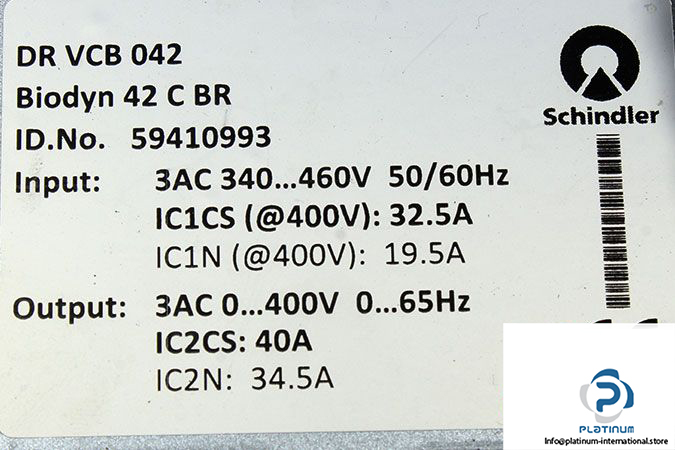 DR VCB 042
Biodyn 42 C BR
ID.No. 59410993
Schindler
Input: 3AC 340...460V 50/60Hz
IC1CS (@400V): 32.5A
IC1N (@400V): 19.5A
Output: 3AC 0...400V 0...65Hz
IC2CS: 40A
IC2N: 34.5A
PLATINUM
Info@platinum-international.store